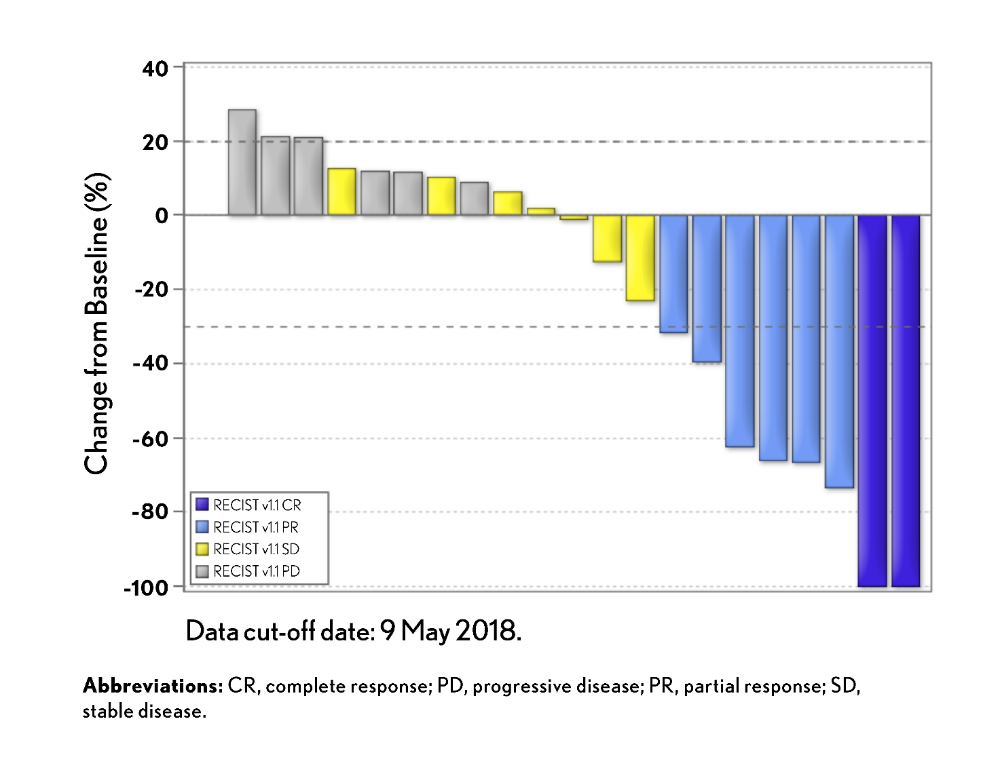 40
20
0
-20
-40
-60
-80
-100
Change from Baseline (%)
RECIST v1.1 CR
RECIST v1.1 PR
RECIST v1.1 SD
RECIST v1.1 PD
Data cut-off date: 9 May 2018.
Abbreviations: CR, complete response; PD, progressive disease; PR, partial response; SD,
stable disease.